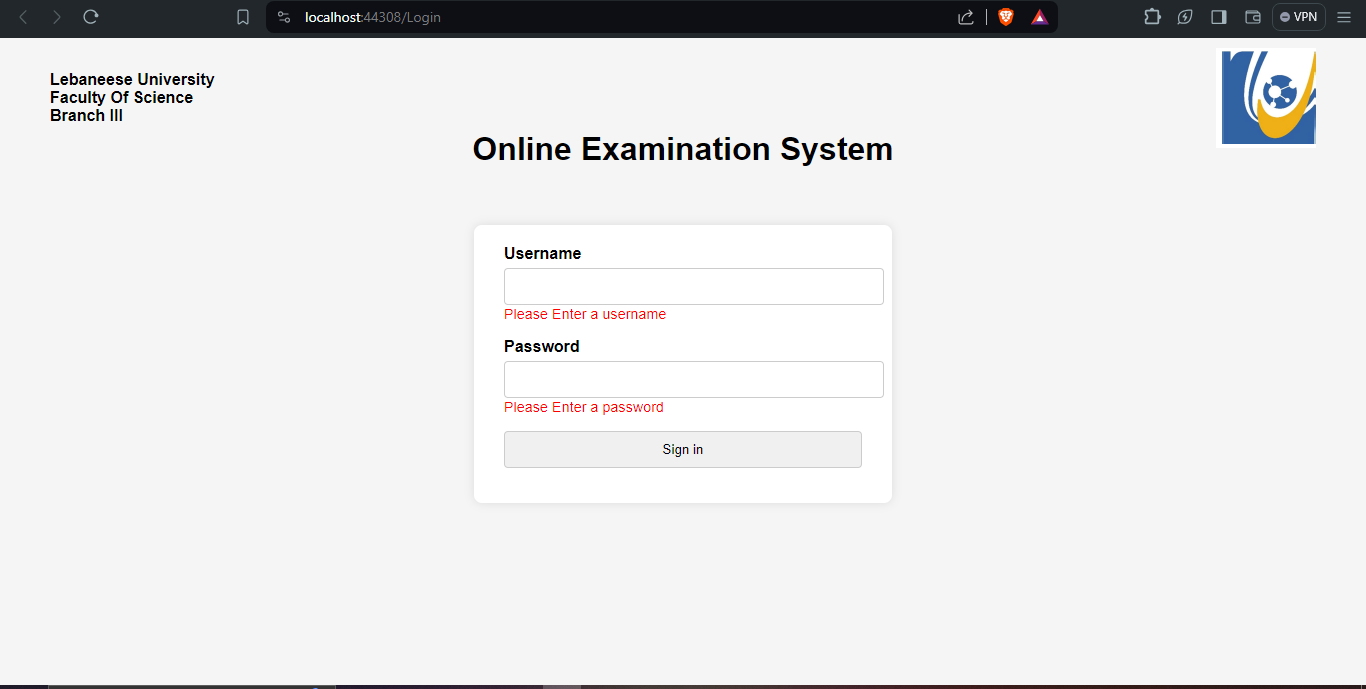 localhost:44308/Login
VPN
Lebaneese University
Faculty Of Science
Branch III
Online Examination System
Username
Please Enter a username
Password
Please Enter a password
Sign in